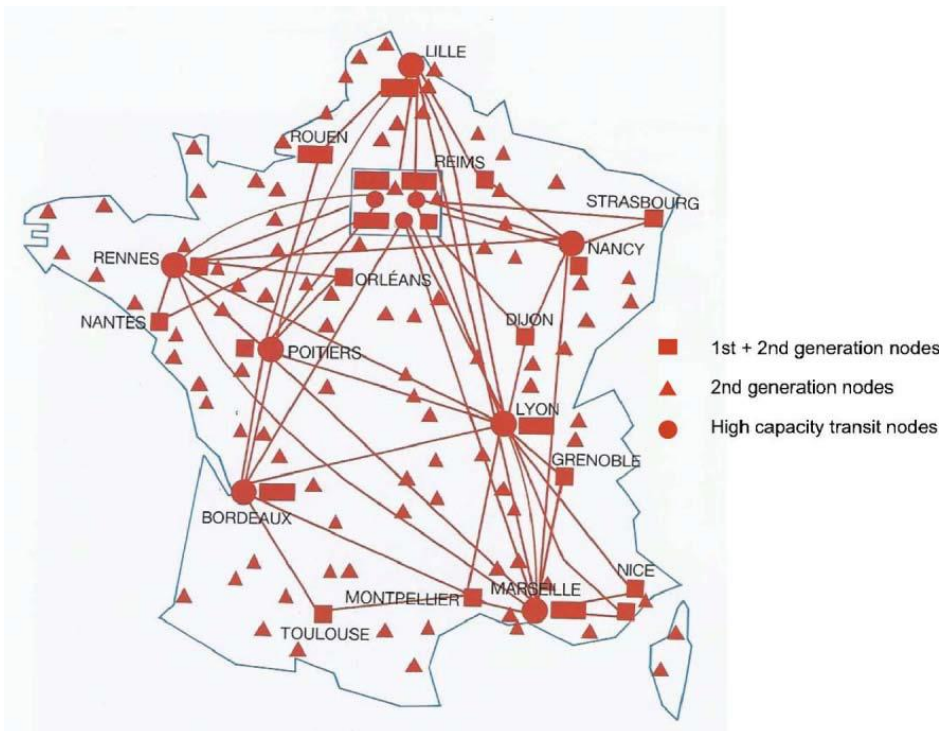 LILLE
ROUEN
REIMS
STRASBOURG
NANCY
RENNES
ORLÉANS
NANTES
DIJON
POITIERS
1st + 2nd generation nodes
2nd generation nodes
High capacity transit nodes
LYON
GRENOBLE
BORDEAUX
NICE
MONTPELLIER
MARSEILLE
TOULOUSE